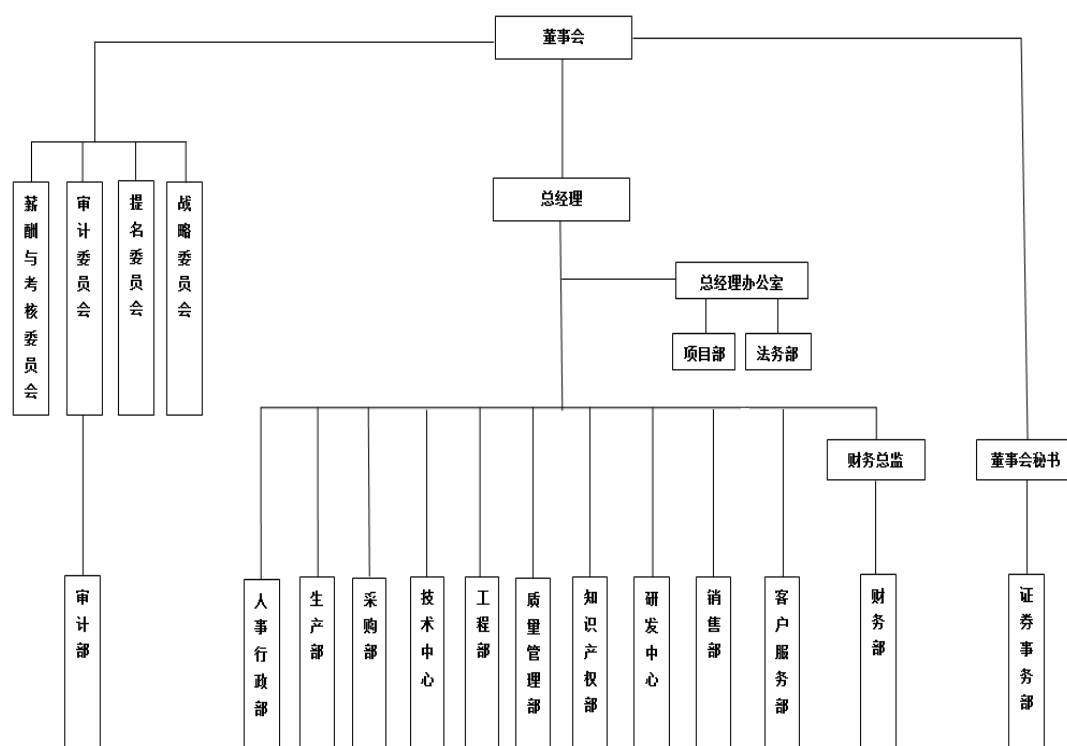 董事会
总经理
薪酬与考核委员会
审计委员会
提名委员会
战略委员会
总经理办公室
项目部
法务部
财务总监
董事会秘书
审计部
人事行政部
生产部
采购部
技术中心
工程部
质量管理部
知识产权部
研发中心
销售部
客户服务部
财务部
证券事务部